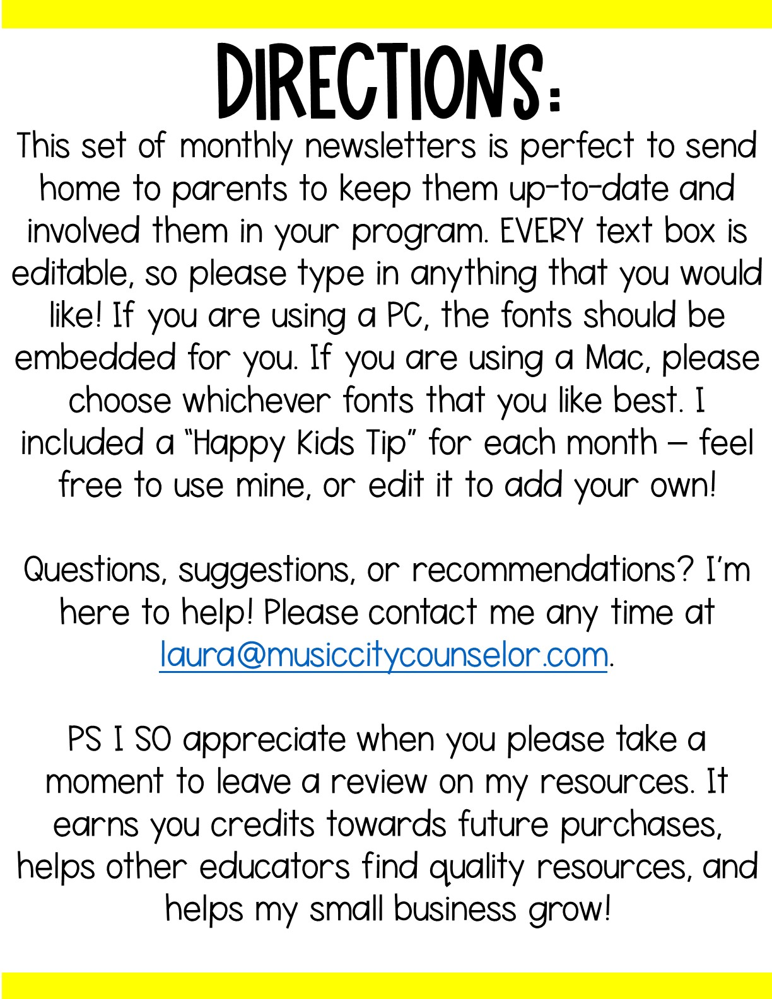 DIRECTIONS:
This set of monthly newsletters is perfect to send
home to parents to keep them up-to-date and
involved them in your program. EVERY text box is
editable, so please type in anything that you would
like! If you are using a PC, the fonts should be
embedded for you. If you are using a Mac, please
choose whichever fonts that you like best. I
included a “Happy Kids Tip” for each month – feel
free to use mine, or edit it to add your own!
Questions, suggestions, or recommendations? I’m
here to help! Please contact me any time at
laura@musiccitycounselor.com.
PS I SO appreciate when you please take a
moment to leave a review on my resources. It
earns you credits towards future purchases,
helps other educators find quality resources, and
helps my small business grow!